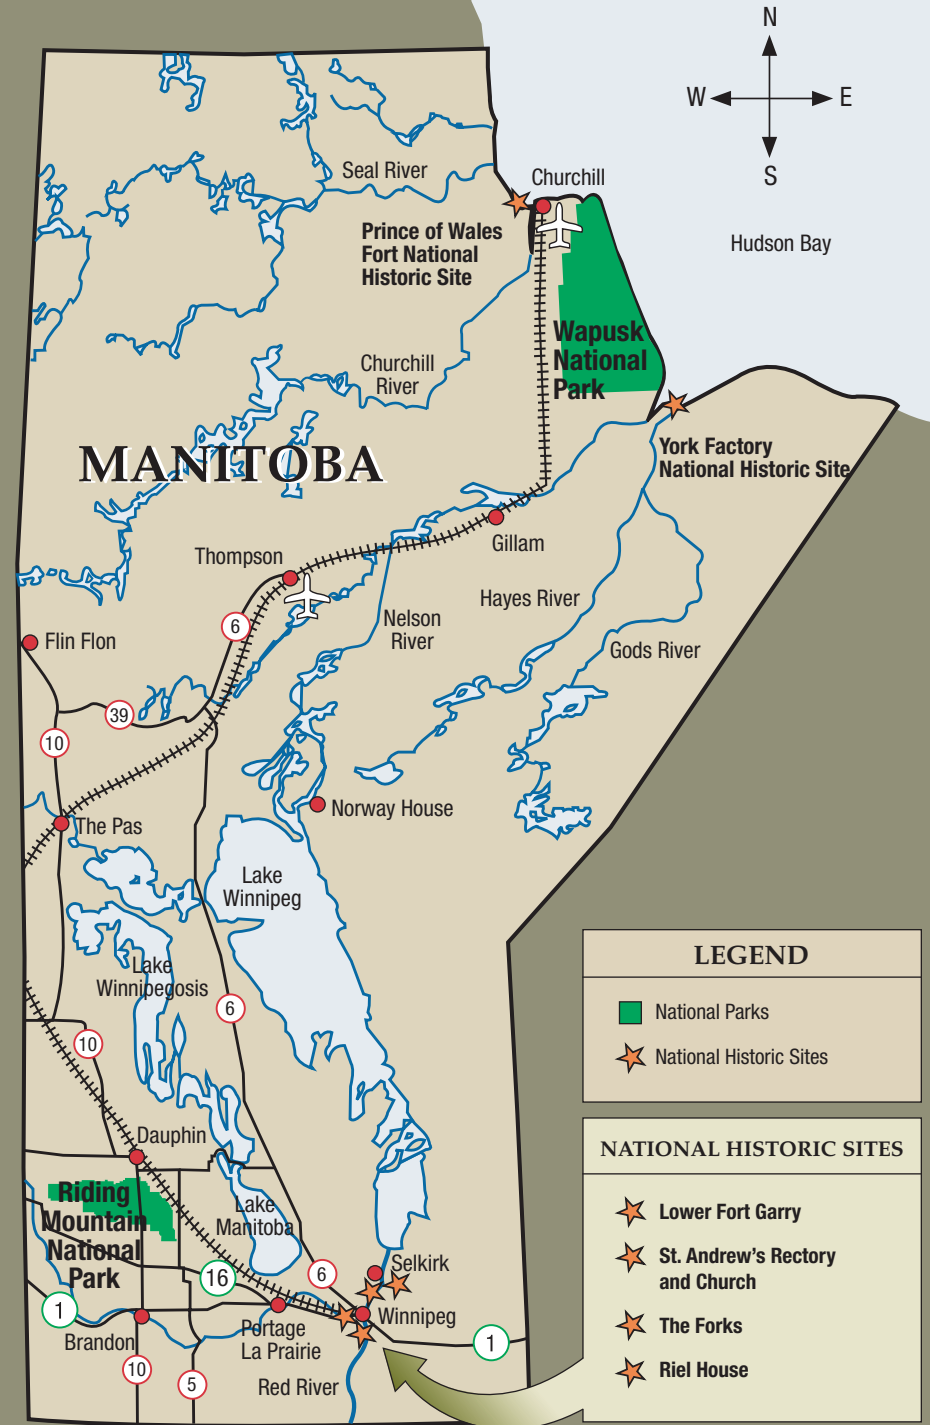 N
W E
S
Seal River
Churchill
Prince of Wales
Fort National
Historic Site
Hudson Bay
Wapusk
National
Park
Churchill
River
MANITOBA
York Factory
National Historic Site
Thompson
Gillam
6
Nelson
River
Hayes River
Gods River
Flin Flon
39
10
Norway House
The Pas
Lake
Winnipeg
Lake
Winnipegosis
6
10
Dauphin
Riding
Mountain
National
Park
Lake
Manitoba
Selkirk
16
6
1
Winnipeg
Brandon
Portage
La Prairie
1
10
5
Red River
LEGEND
National Parks
National Historic Sites
NATIONAL HISTORIC SITES
Lower Fort Garry
St. Andrew's Rectory
and Church
The Forks
Riel House